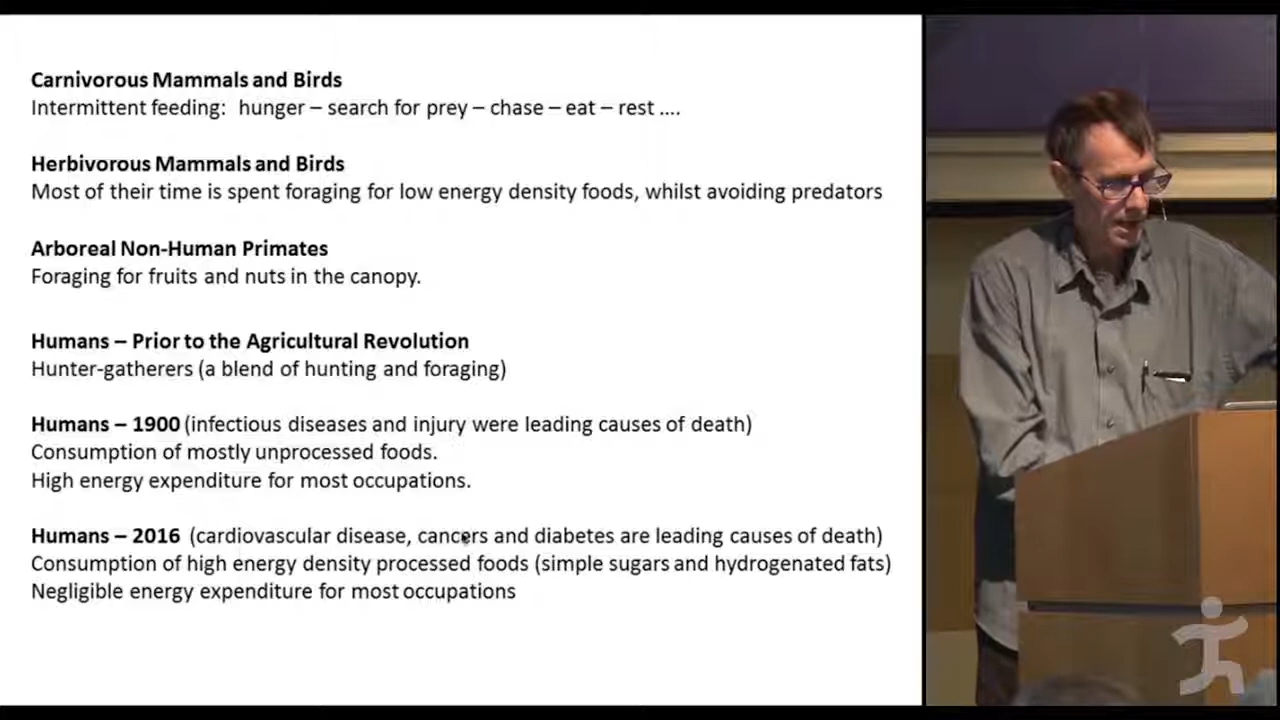 Carnivorous Mammals and Birds
Intermittent feeding: hunger – search for prey – chase – eat – rest ....
Herbivorous Mammals and Birds
Most of their time is spent foraging for low energy density foods, whilst avoiding predators
Arboreal Non-Human Primates
Foraging for fruits and nuts in the canopy.
Humans – Prior to the Agricultural Revolution
Hunter-gatherers (a blend of hunting and foraging)
Humans – 1900 (infectious diseases and injury were leading causes of death)
Consumption of mostly unprocessed foods.
High energy expenditure for most occupations.
Humans – 2016 (cardiovascular disease, cancers and diabetes are leading causes of death)
Consumption of high energy density processed foods (simple sugars and hydrogenated fats)
Negligible energy expenditure for most occupations